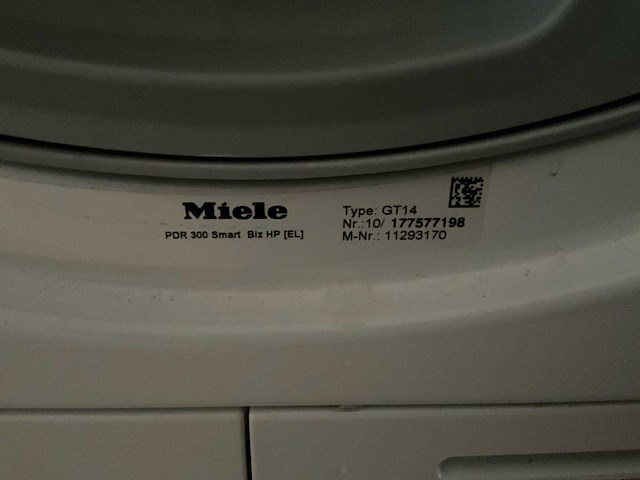 Miele
PDR 300 Smart Biz HP [EL]
Type: GT14
Nr.:10/ 177577198
M-Nr.: 11293170